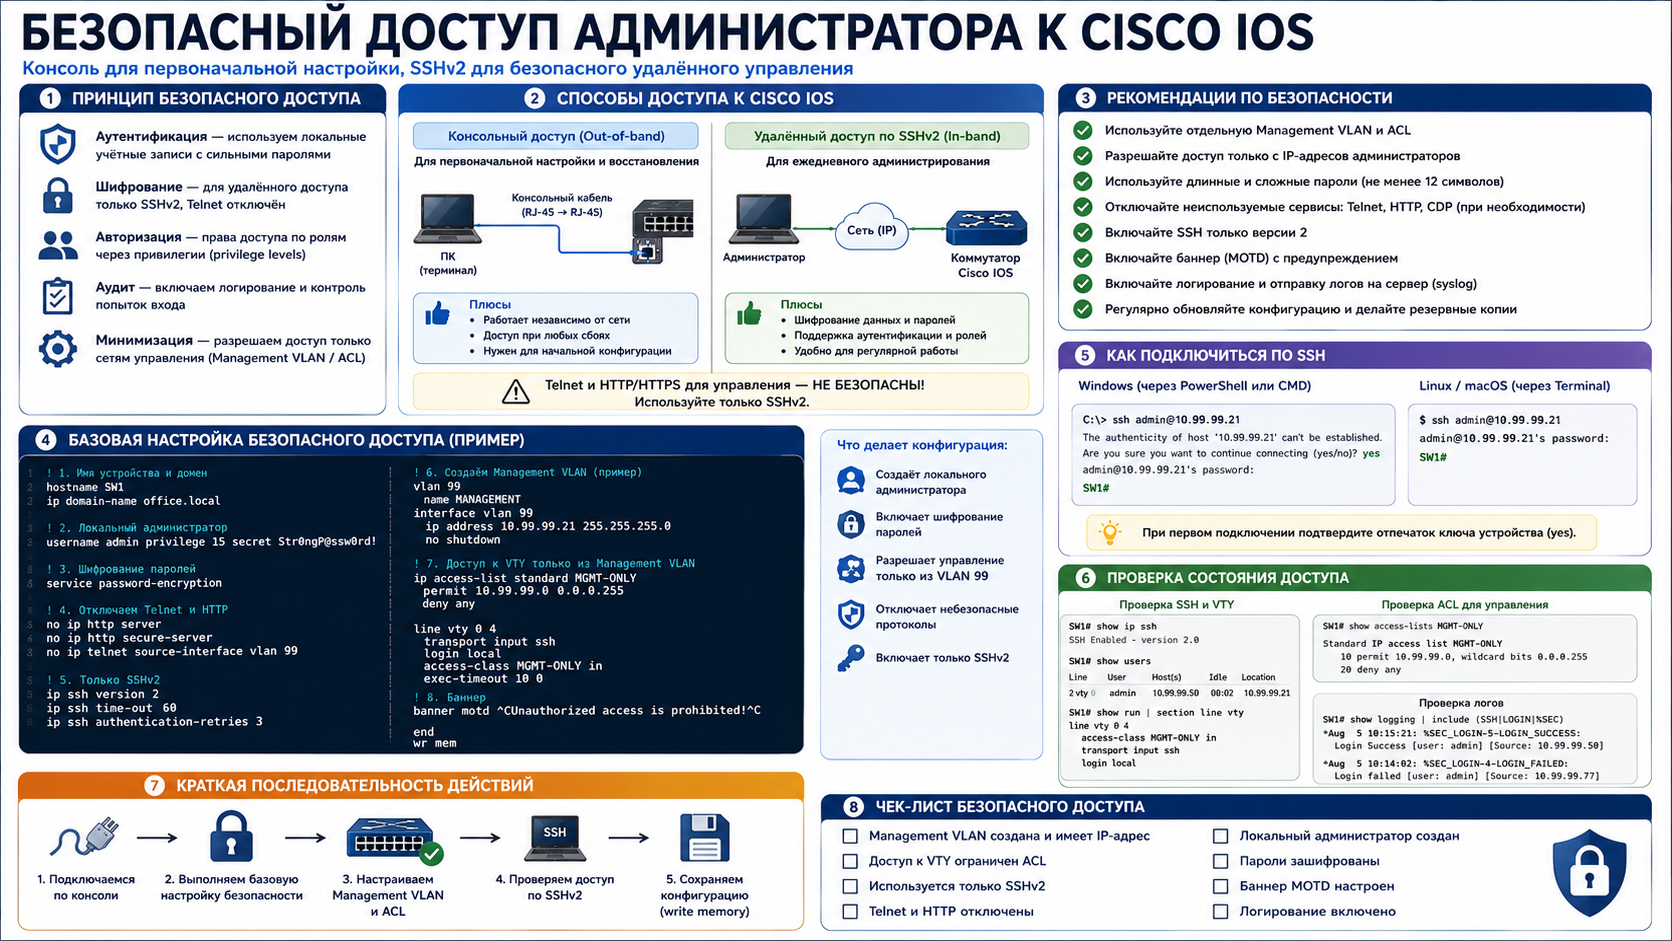 БЕЗОПАСНЫЙ ДОСТУП АДМИНИСТРАТОРА К CISCO IOS
Консоль для первоначальной настройки, SSHv2 для безопасного удалённого управления
1 ПРИНЦИП БЕЗОПАСНОГО ДОСТУПА
Аутентификация — используем локальные
учётные записи с сильными паролями
Шифрование — для удалённого доступа
только SSHv2, Telnet отключён
Авторизация — права доступа по ролям
через привилегии (privilege levels)
Аудит — включаем логирование и контроль
попыток входа
Минимизация — разрешаем доступ только
сетям управления (Management VLAN / ACL)
2 СПОСОБЫ ДОСТУПА К CISCO IOS
Консольный доступ (Out-of-band)
Для первоначальной настройки и восстановления
Консольный кабель
(RJ-45 → RJ-45)
ПК
(терминал)
Плюсы
• Работает независимо от сети
• Доступ при любых сбоях
• Нужен для начальной конфигурации
Удалённый доступ по SSHv2 (In-band)
Для ежедневного администрирования
Сеть (IP)
Администратор
Коммутатор
Cisco IOS
Плюсы
• Шифрование данных и паролей
• Поддержка аутентификации и ролей
• Удобно для регулярной работы
Telnet и HTTP/HTTPS для управления — НЕ БЕЗОПАСНЫ!
Используйте только SSHv2.
3 РЕКОМЕНДАЦИИ ПО БЕЗОПАСНОСТИ
Используйте отдельную Management VLAN и ACL
Разрешайте доступ только с IP-адресов администраторов
Используйте длинные и сложные пароли (не менее 12 символов)
Отключайте неиспользуемые сервисы: Telnet, HTTP, CDP (при необходимости)
Включайте SSH только версии 2
Включайте баннер (MOTD) с предупреждением
Включайте логирование и отправку логов на сервер (syslog)
Регулярно обновляйте конфигурацию и делайте резервные копии
4 БАЗОВАЯ НАСТРОЙКА БЕЗОПАСНОГО ДОСТУПА (ПРИМЕР)
! 1. Имя устройства и домен
hostname SW1
ip domain-name office.local
! 2. Локальный администратор
username admin privilege 15 secret Str0ngP@ssw0rd!
! 3. Шифрование паролей
service password-encryption
! 4. Отключаем Telnet и HTTP
no ip http server
no ip http secure-server
no ip telnet source-interface vlan 99
! 5. Только SSHv2
ip ssh version 2
ip ssh time-out 60
ip ssh authentication-retries 3
! 6. Создаём Management VLAN (пример)
vlan 99
name MANAGEMENT
interface vlan 99
ip address 10.99.99.21 255.255.255.0
no shutdown
! 7. Доступ к VTY только из Management VLAN
ip access-list standard MGMT-ONLY
permit 10.99.99.0 0.0.0.255
deny any
line vty 0 4
transport input ssh
login local
access-class MGMT-ONLY in
exec-timeout 10 0
! 8. Баннер
banner motd ^CUnauthorized access is prohibited!^C
end
wr mem
Что делает конфигурация:
Создаёт локального
администратора
Включает шифрование
паролей
Разрешает управление
только из VLAN 99
Отключает небезопасные
протоколы
Включает только SSHv2
5 КАК ПОДКЛЮЧИТЬСЯ ПО SSH
Windows (через PowerShell или CMD)
C:\> ssh admin@10.99.99.21
The authenticity of host '10.99.99.21' can't be established.
Are you sure you want to continue connecting (yes/no)? yes
admin@10.99.99.21's password:
SW1#
Linux / macOS (через Terminal)
$ ssh admin@10.99.99.21
admin@10.99.99.21's password:
SW1#
При первом подключении подтвердите отпечаток ключа устройства (yes).
6 ПРОВЕРКА СОСТОЯНИЯ ДОСТУПА
Проверка SSH и VTY
SW1# show ip ssh
SSH Enabled - version 2.0
SW1# show users
Line User Host(s) Idle Location
2 vty 0 admin 10.99.99.50 00:02 10.99.99.21
SW1# show run | section line vty
line vty 0 4
access-class MGMT-ONLY in
transport input ssh
login local
Проверка ACL для управления
SW1# show access-lists MGMT-ONLY
Standard IP access list MGMT-ONLY
10 permit 10.99.99.0, wildcard bits 0.0.0.255
20 deny any
Проверка логов
SW1# show logging | include (SSH|LOGIN|%SEC)
*Aug 5 10:15:21: %SEC_LOGIN-5-LOGIN_SUCCESS:
Login Success [user: admin] [Source: 10.99.99.50]
*Aug 5 10:14:02: %SEC_LOGIN-4-LOGIN_FAILED:
Login failed [user: admin] [Source: 10.99.99.77]
7 КРАТКАЯ ПОСЛЕДОВАТЕЛЬНОСТЬ ДЕЙСТВИЙ
1. Подключаемся
по консоли
2. Выполняем базовую
настройку безопасности
3. Настраиваем
Management VLAN
и ACL
SSH
4. Проверяем доступ
по SSHv2
5. Сохраняем
конфигурацию
(write memory)
8 ЧЕК-ЛИСТ БЕЗОПАСНОГО ДОСТУПА
Management VLAN создана и имеет IP-адрес
Доступ к VTY ограничен ACL
Используется только SSHv2
Telnet и HTTP отключены
Локальный администратор создан
Пароли зашифрованы
Баннер MOTD настроен
Логирование включено